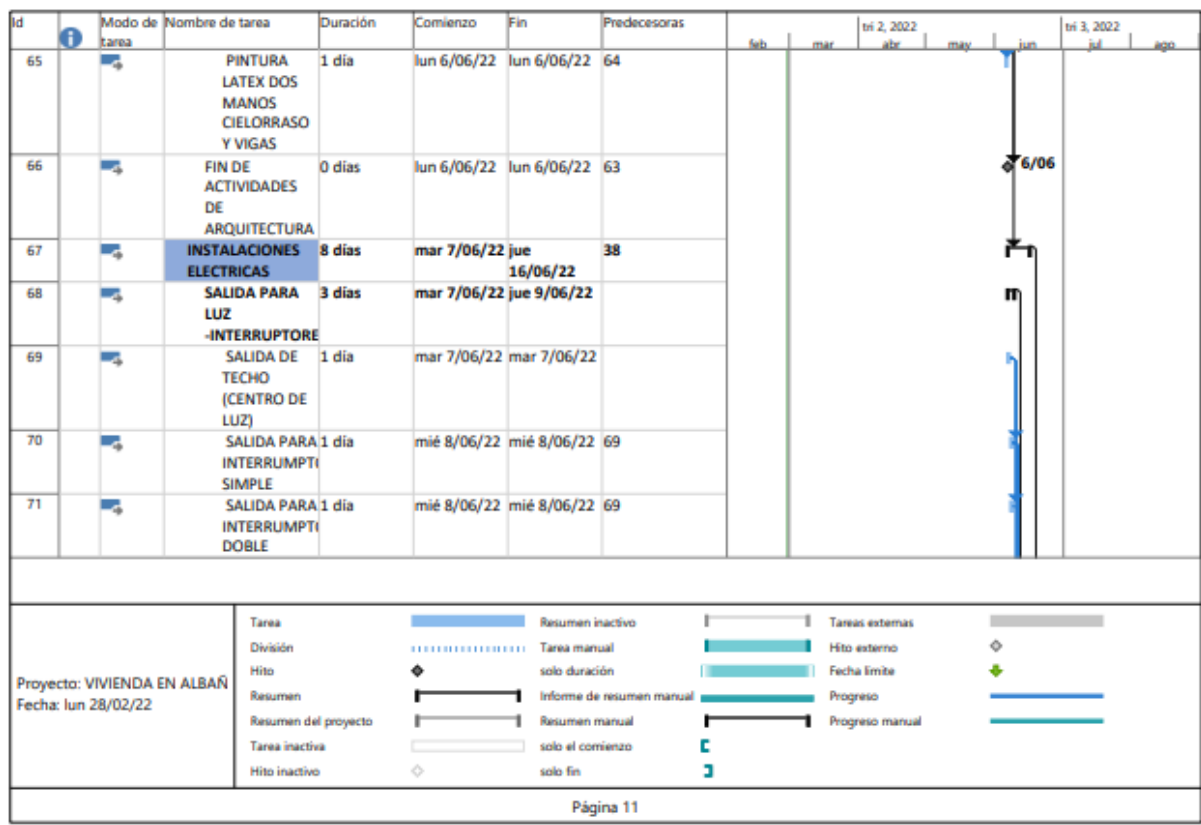 Id Modo de Nombre de tarea Duración Comienzo Fin Predecesoras tri 2, 2022 tri 3, 2022
tarea feb mar abr may jun jul ago
65 PINTURA 1 día lun 6/06/22 lun 6/06/22 64
LATEX DOS
MANOS
CIELORRASO
Y VIGAS
66 FIN DE 0 días lun 6/06/22 lun 6/06/22 63 6/06
ACTIVIDADES
DE
ARQUITECTURA
67 INSTALACIONES 8 días mar 7/06/22 jue 38
ELECTRICAS 16/06/22
68 SALIDA PARA 3 días mar 7/06/22 jue 9/06/22
LUZ
-INTERRUPTORE
69 SALIDA DE 1 día mar 7/06/22 mar 7/06/22
TECHO
(CENTRO DE
LUZ)
70 SALIDA PARA 1 día mié 8/06/22 mié 8/06/22 69
INTERRUMPT
SIMPLE
71 SALIDA PARA 1 día mié 8/06/22 mié 8/06/22 69
INTERRUMPT
DOBLE
Proyecto: VIVIENDA EN ALBAÑ
Fecha: lun 28/02/22
Tarea Resumen inactivo Tareas externas
División Tarea manual Hito externo
Hito solo duración Fecha límite
Resumen Informe de resumen manual Progreso
Resumen del proyecto Resumen manual Progreso manual
Tarea inactiva solo el comienzo
Hito inactivo solo fin
Página 11